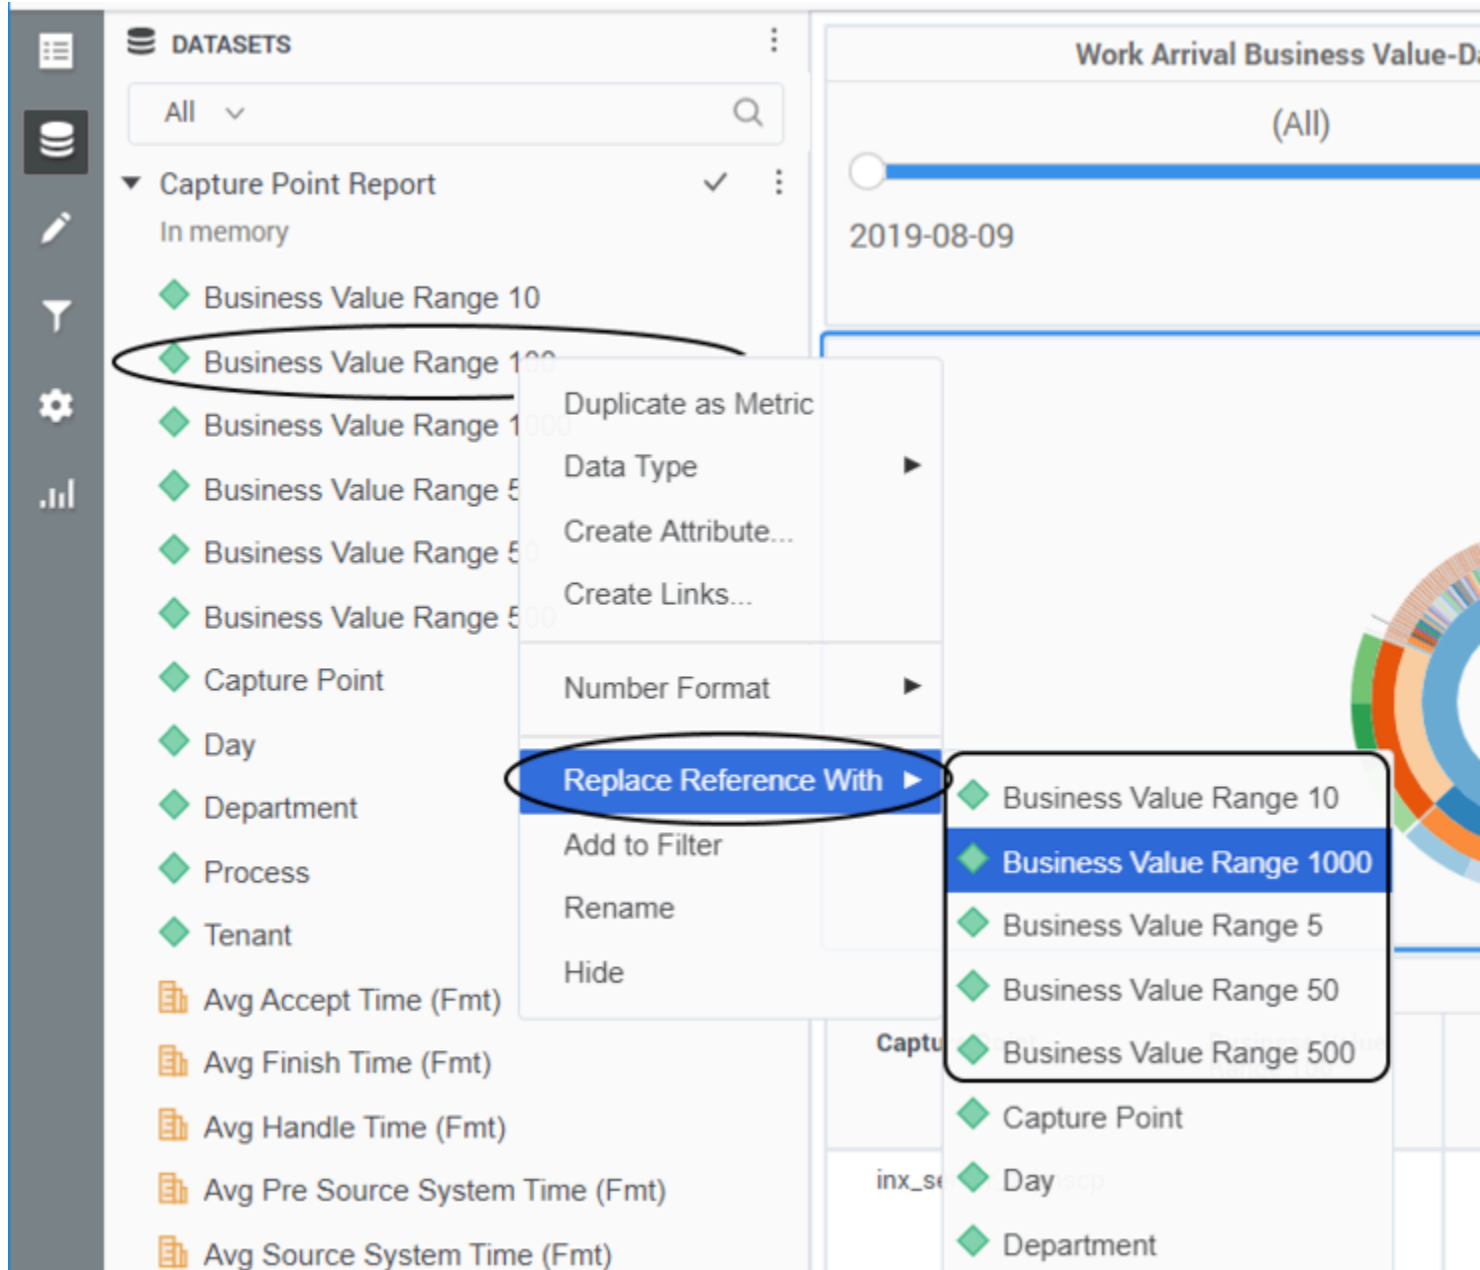 DATASETS
All
Capture Point Report
In memory
Business Value Range 10
Business Value Range 100
Business Value Range 1000
Business Value Range 5
Business Value Range 50
Business Value Range 500
Capture Point
Day
Department
Process
Tenant
Avg Accept Time (Fmt)
Avg Finish Time (Fmt)
Avg Handle Time (Fmt)
Avg Pre Source System Time (Fmt)
Avg Source System Time (Fmt)
Duplicate as Metric
Data Type
Create Attribute...
Create Links...
Number Format
Replace Reference With
Add to Filter
Rename
Hide
Business Value Range 10
Business Value Range 1000
Business Value Range 5
Business Value Range 50
Business Value Range 500
Capture Point
Day
Department
Work Arrival Business Value-Da
(All)
2019-08-09
Captu
inx_se